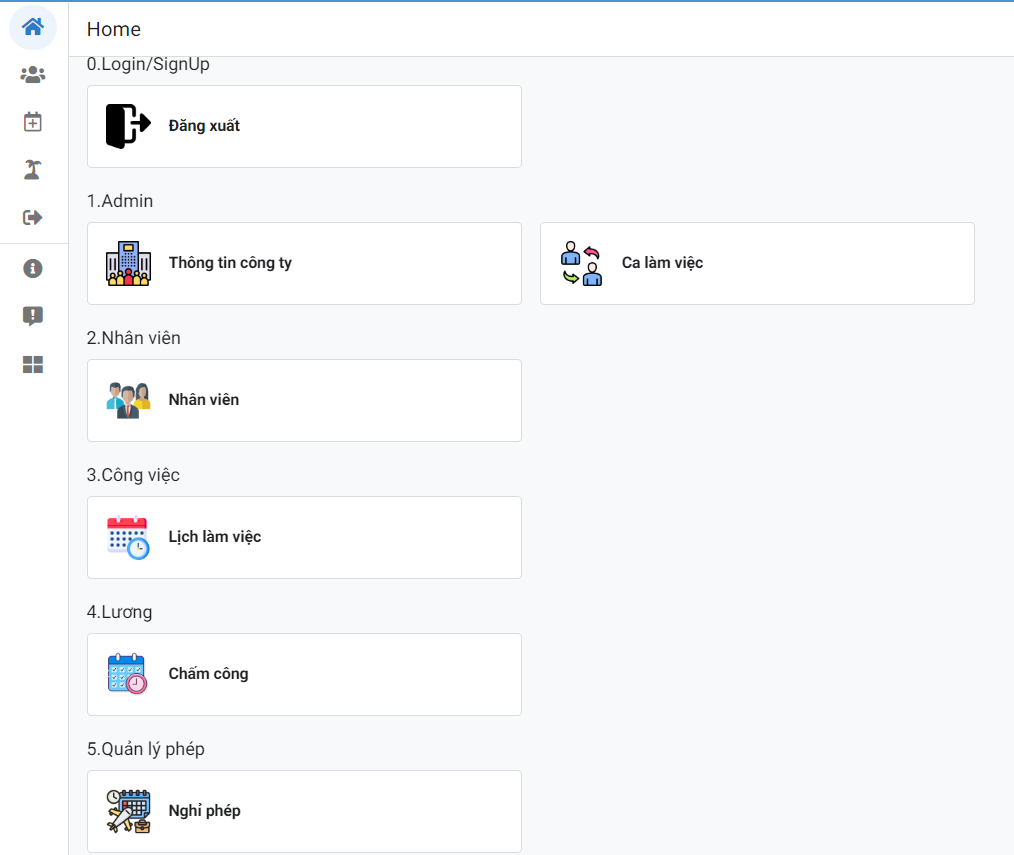 Home
0.Login/SignUp
Đăng xuất
1.Admin
Thông tin công ty
Ca làm việc
2.Nhân viên
Nhân viên
3.Công việc
Lịch làm việc
4.Lương
Chấm công
5.Quản lý phép
Nghỉ phép